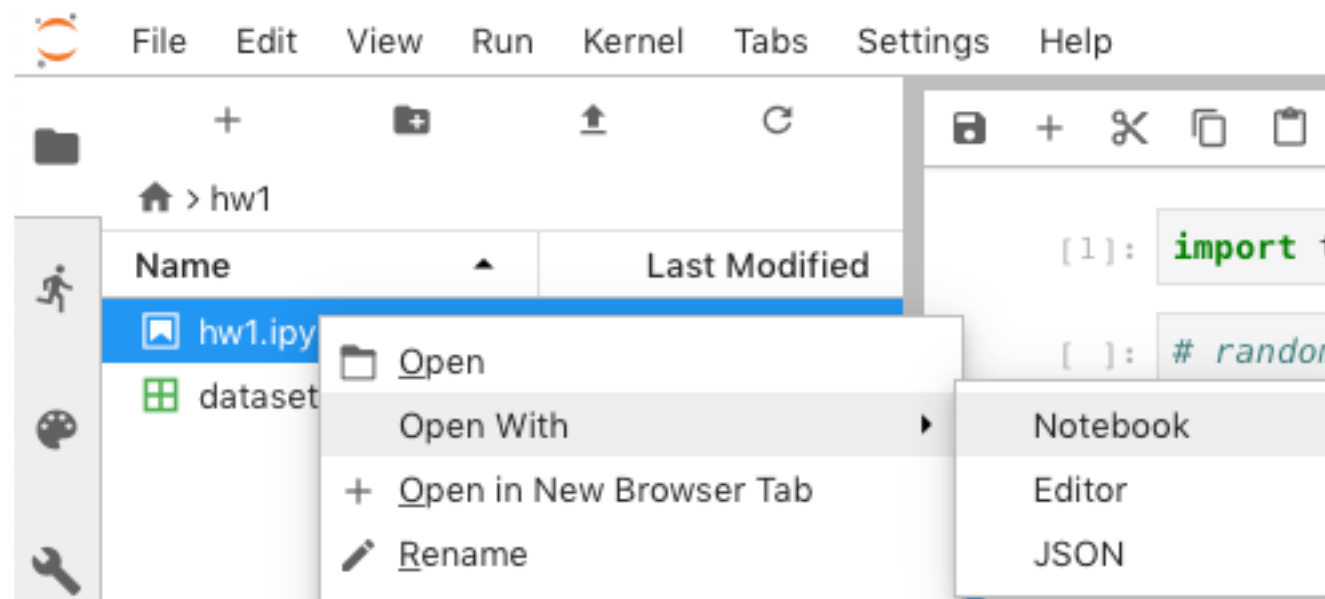 File Edit View Run Kernel Tabs Settings Help
> hw1
Name Last Modified
hw1.ipy
dataset
Open
Open With
Open in New Browser Tab
Rename
Notebook
Editor
JSON
[1]: import
[ ]: # random